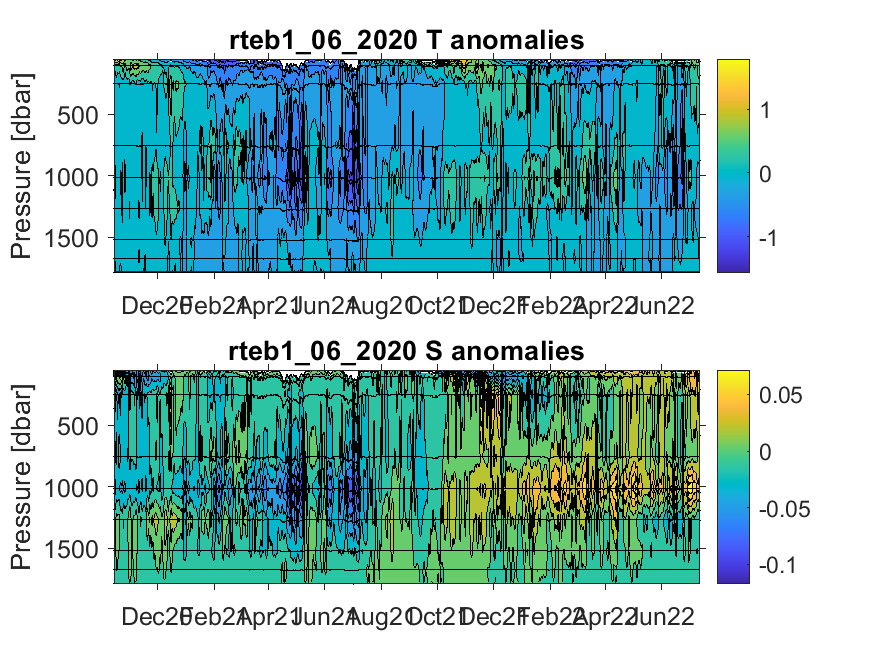 rteb1_06_2020 T anomalies
Pressure [dbar]
500
1000
1500
1
0
-1
Dec20 Feb21 Apr21 Jun21 Aug21 Oct21 Dec21 Feb22 Apr22 Jun22
rteb1_06_2020 S anomalies
Pressure [dbar]
500
1000
1500
0.05
0
-0.05
-0.1
Dec20 Feb21 Apr21 Jun21 Aug21 Oct21 Dec21 Feb22 Apr22 Jun22